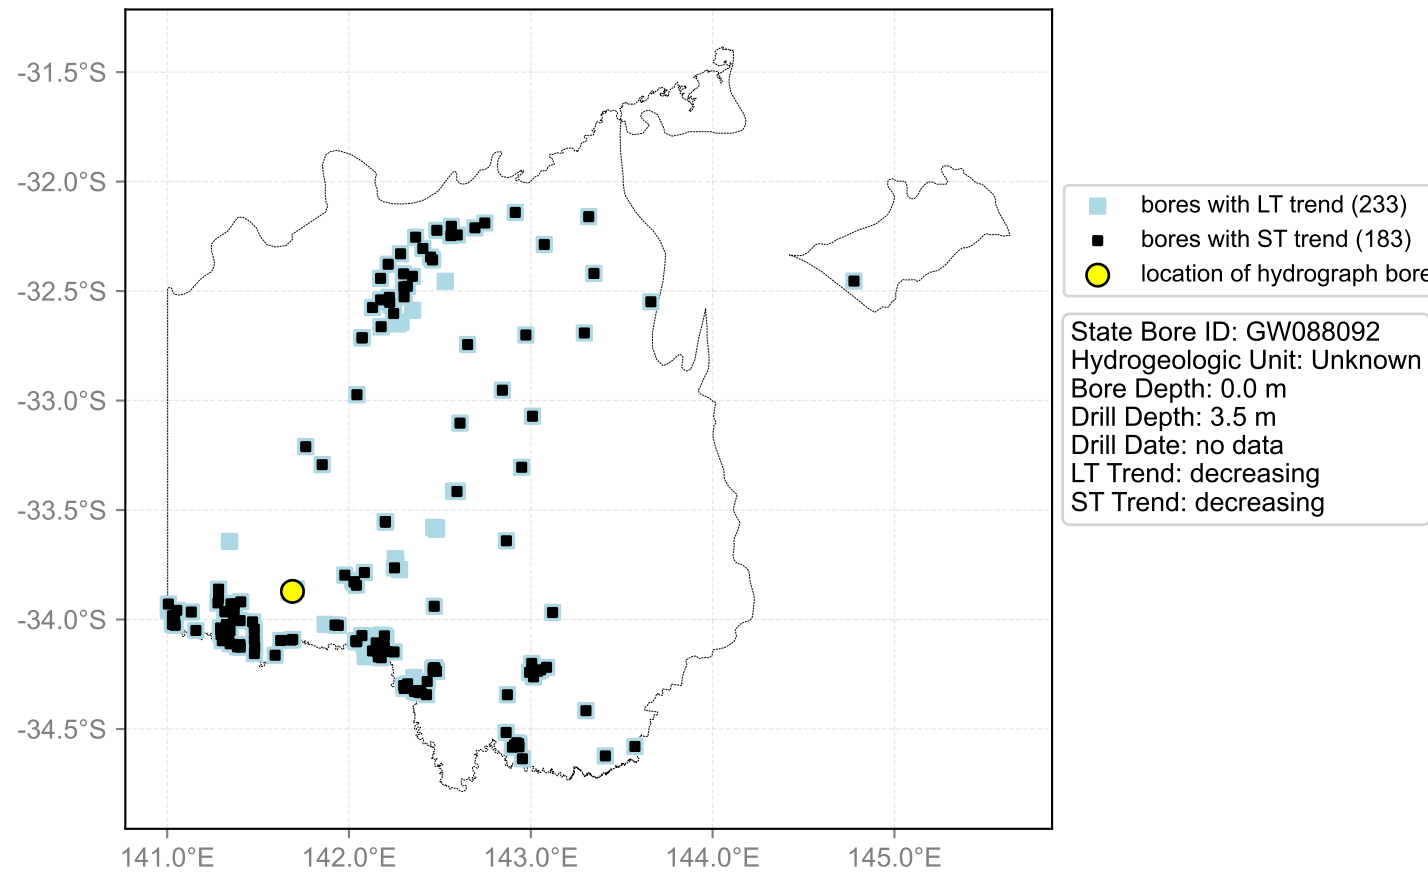 -31.5°S
-32.0°S
-32.5°S
-33.0°S
-33.5°S
-34.0°S
-34.5°S
141.0°E
142.0°E
143.0°E
144.0°E
145.0°E
bores with LT trend (233)
bores with ST trend (183)
location of hydrograph bore
State Bore ID: GW088092
Hydrogeologic Unit: Unknown
Bore Depth: 0.0 m
Drill Depth: 3.5 m
Drill Date: no data
LT Trend: decreasing
ST Trend: decreasing